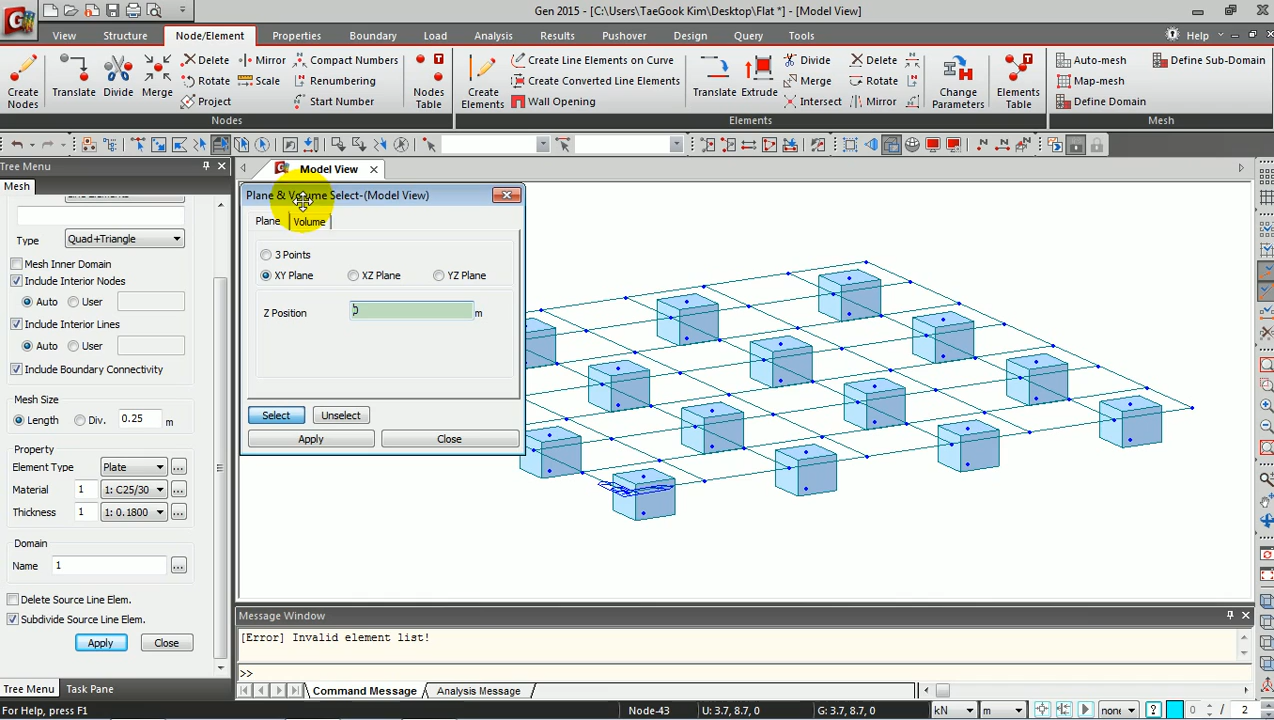 Gen 2015 - [C:\Users\TaeGook Kim\Desktop\Flat *] - [Model View]
View Structure Node/Element Properties Boundary Load Analysis Results Pushover Design Query Tools Help
Create Nodes
Translate
Divide
Merge
Delete Mirror Compact Numbers
Rotate Scale Renumbering
Project Start Number
Nodes Table
Create Elements
Create Line Elements on Curve
Create Converted Line Elements
Wall Opening
Translate
Extrude
Divide Delete
Merge Rotate
Intersect Mirror
Change Parameters
Elements Table
Auto-mesh Define Sub-Domain
Map-mesh
Define Domain
Nodes Elements Mesh
Tree Menu
Mesh
Model View
Type Quad+Triangle
Mesh Inner Domain
Include Interior Nodes
Auto User
Include Interior Lines
Auto User
Include Boundary Connectivity
Mesh Size
Length Div. 0.25 m
Property
Element Type Plate
Material 1 1: C25/30
Thickness 1 1: 0.1800
Domain
Name 1
Delete Source Line Elem.
Subdivide Source Line Elem.
Apply Close
Tree Menu Task Pane
Plane & Volume Select-(Model View)
Plane Volume
3 Points
XY Plane XZ Plane YZ Plane
Z Position m
Select Unselect
Apply Close
Message Window
[Error] Invalid element list!
>>
Command Message Analysis Message
For Help, press F1 Node-43 U: 3.7, 8.7, 0 G: 3.7, 8.7, 0 kN m none ? / 2